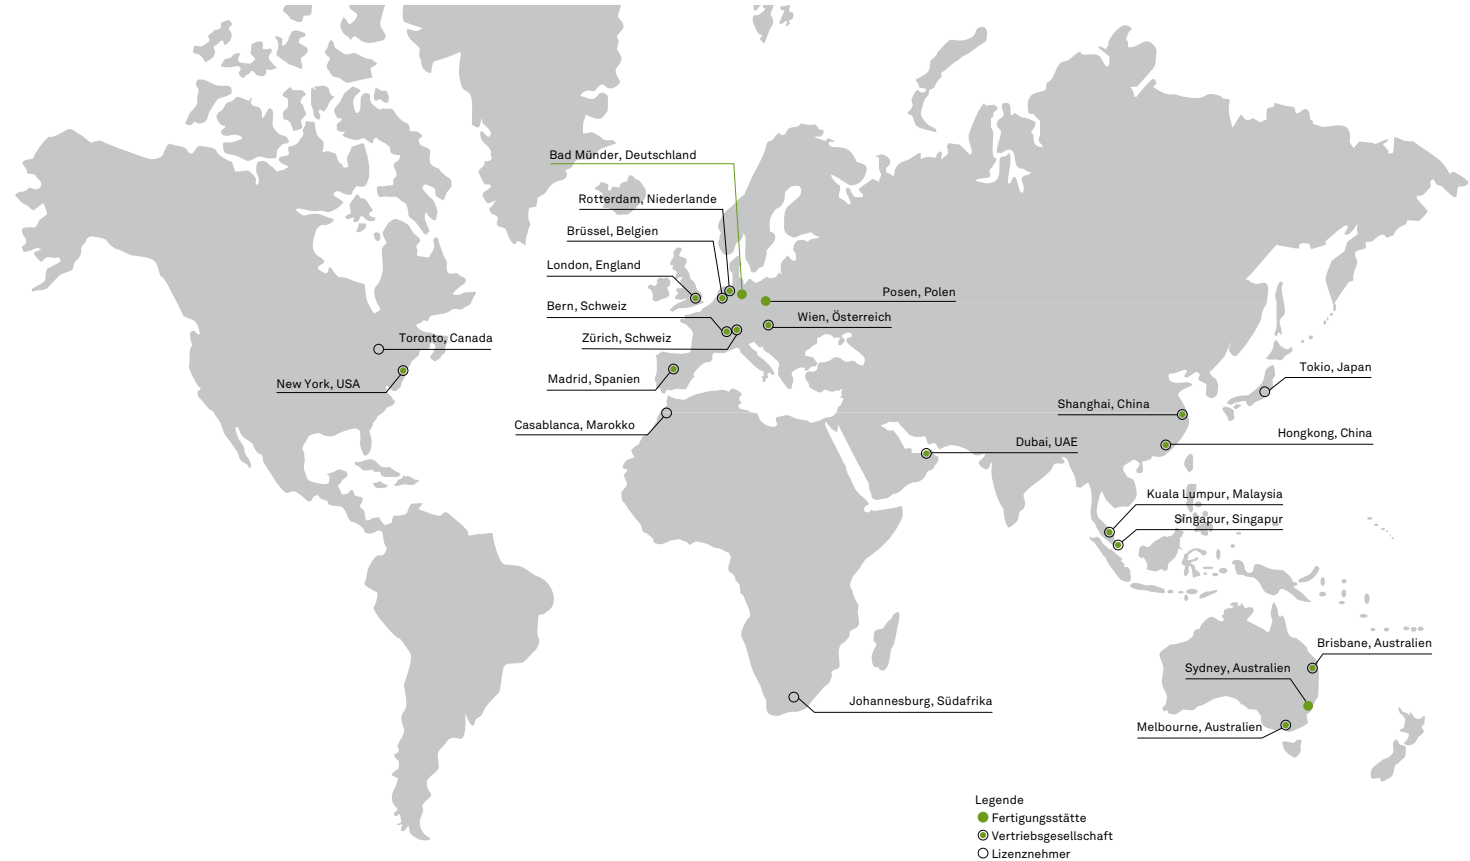 Bad Münder, Deutschland
Rotterdam, Niederlande
Brüssel, Belgien
London, England
Posen, Polen
Bern, Schweiz
Wien, Österreich
Toronto, Canada
Zürich, Schweiz
Tokio, Japan
New York, USA
Madrid, Spanien
Shanghai, China
Casablanca, Marokko
Hongkong, China
Dubai, UAE
Kuala Lumpur, Malaysia
Singapur, Singapur
Brisbane, Australien
Sydney, Australien
Johannesburg, Südafrika
Melbourne, Australien
Legende
Fertigungsstätte
Vertriebsgesellschaft
Lizenznehmer